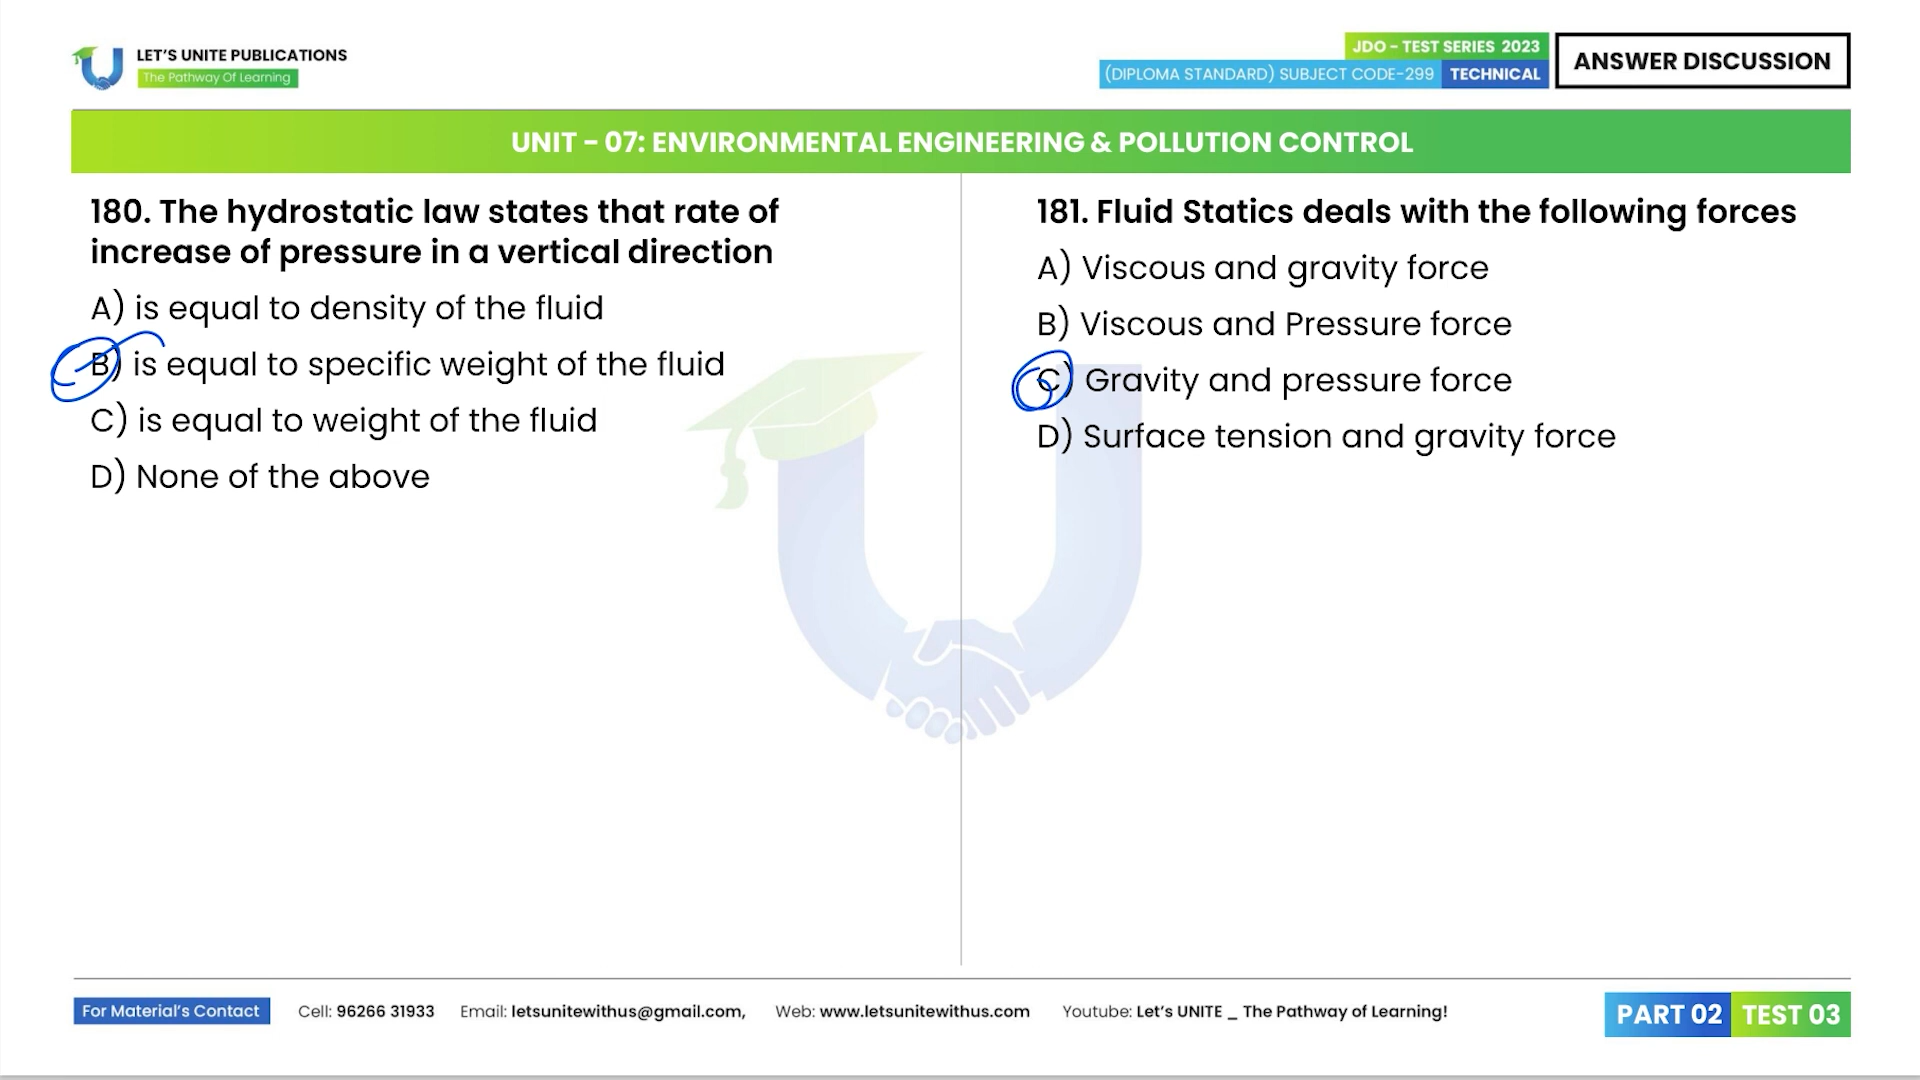 LET'S UNITE PUBLICATIONS
The Pathway Of Learning
JDO - TEST SERIES 2023
(DIPLOMA STANDARD) SUBJECT CODE-299 TECHNICAL
ANSWER DISCUSSION
UNIT – 07: ENVIRONMENTAL ENGINEERING & POLLUTION CONTROL
180. The hydrostatic law states that rate of
increase of pressure in a vertical direction
A) is equal to density of the fluid
B) is equal to specific weight of the fluid
C) is equal to weight of the fluid
D) None of the above
181. Fluid Statics deals with the following forces
A) Viscous and gravity force
B) Viscous and Pressure force
C) Gravity and pressure force
D) Surface tension and gravity force
For Material's Contact
Cell: 96266 31933 Email: letsunitewithus@gmail.com, Web: www.letsunitewithus.com Youtube: Let's UNITE _ The Pathway of Learning!
PART 02 TEST 03